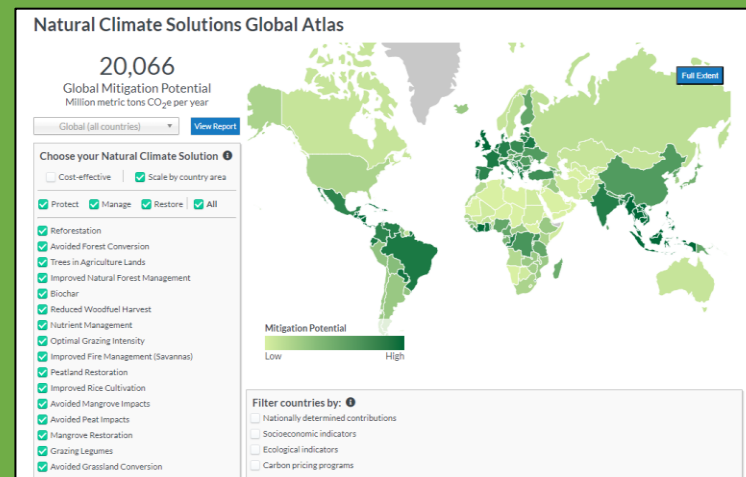 Natural Climate Solutions Global Atlas
20,066
Global Mitigation Potential
Million metric tons CO₂e per year
Global (all countries)
View Report
Choose your Natural Climate Solution
Cost-effective
Scale by country area
Protect
Manage
Restore
All
Reforestation
Avoided Forest Conversion
Trees in Agriculture Lands
Improved Natural Forest Management
Biochar
Reduced Woodfuel Harvest
Nutrient Management
Optimal Grazing Intensity
Improved Fire Management (Savannas)
Peatland Restoration
Improved Rice Cultivation
Avoided Mangrove Impacts
Avoided Peat Impacts
Mangrove Restoration
Grazing Legumes
Avoided Grassland Conversion
Full Extent
Mitigation Potential
Low
High
Filter countries by:
Nationally determined contributions
Socioeconomic indicators
Ecological indicators
Carbon pricing programs